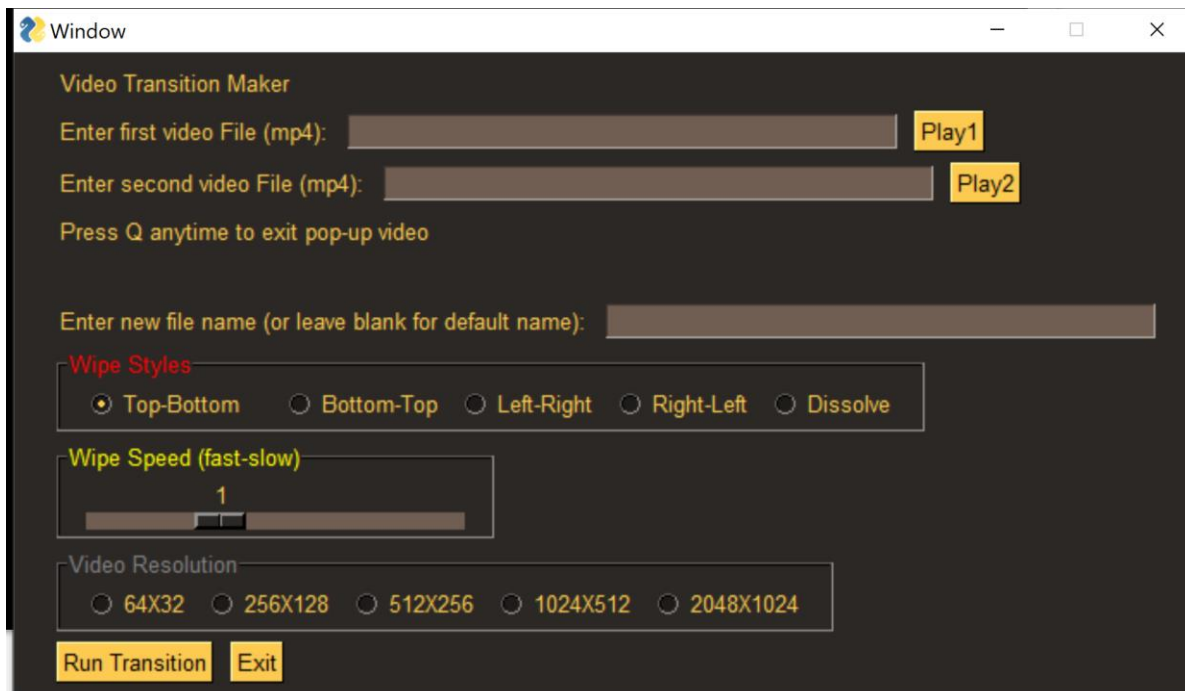 Window
Video Transition Maker
Enter first video File (mp4): Play1
Enter second video File (mp4): Play2
Press Q anytime to exit pop-up video
Enter new file name (or leave blank for default name):
Wipe Styles
Top-Bottom Bottom-Top Left-Right Right-Left Dissolve
Wipe Speed (fast-slow)
1
Video Resolution
64X32 256X128 512X256 1024X512 2048X1024
Run Transition Exit